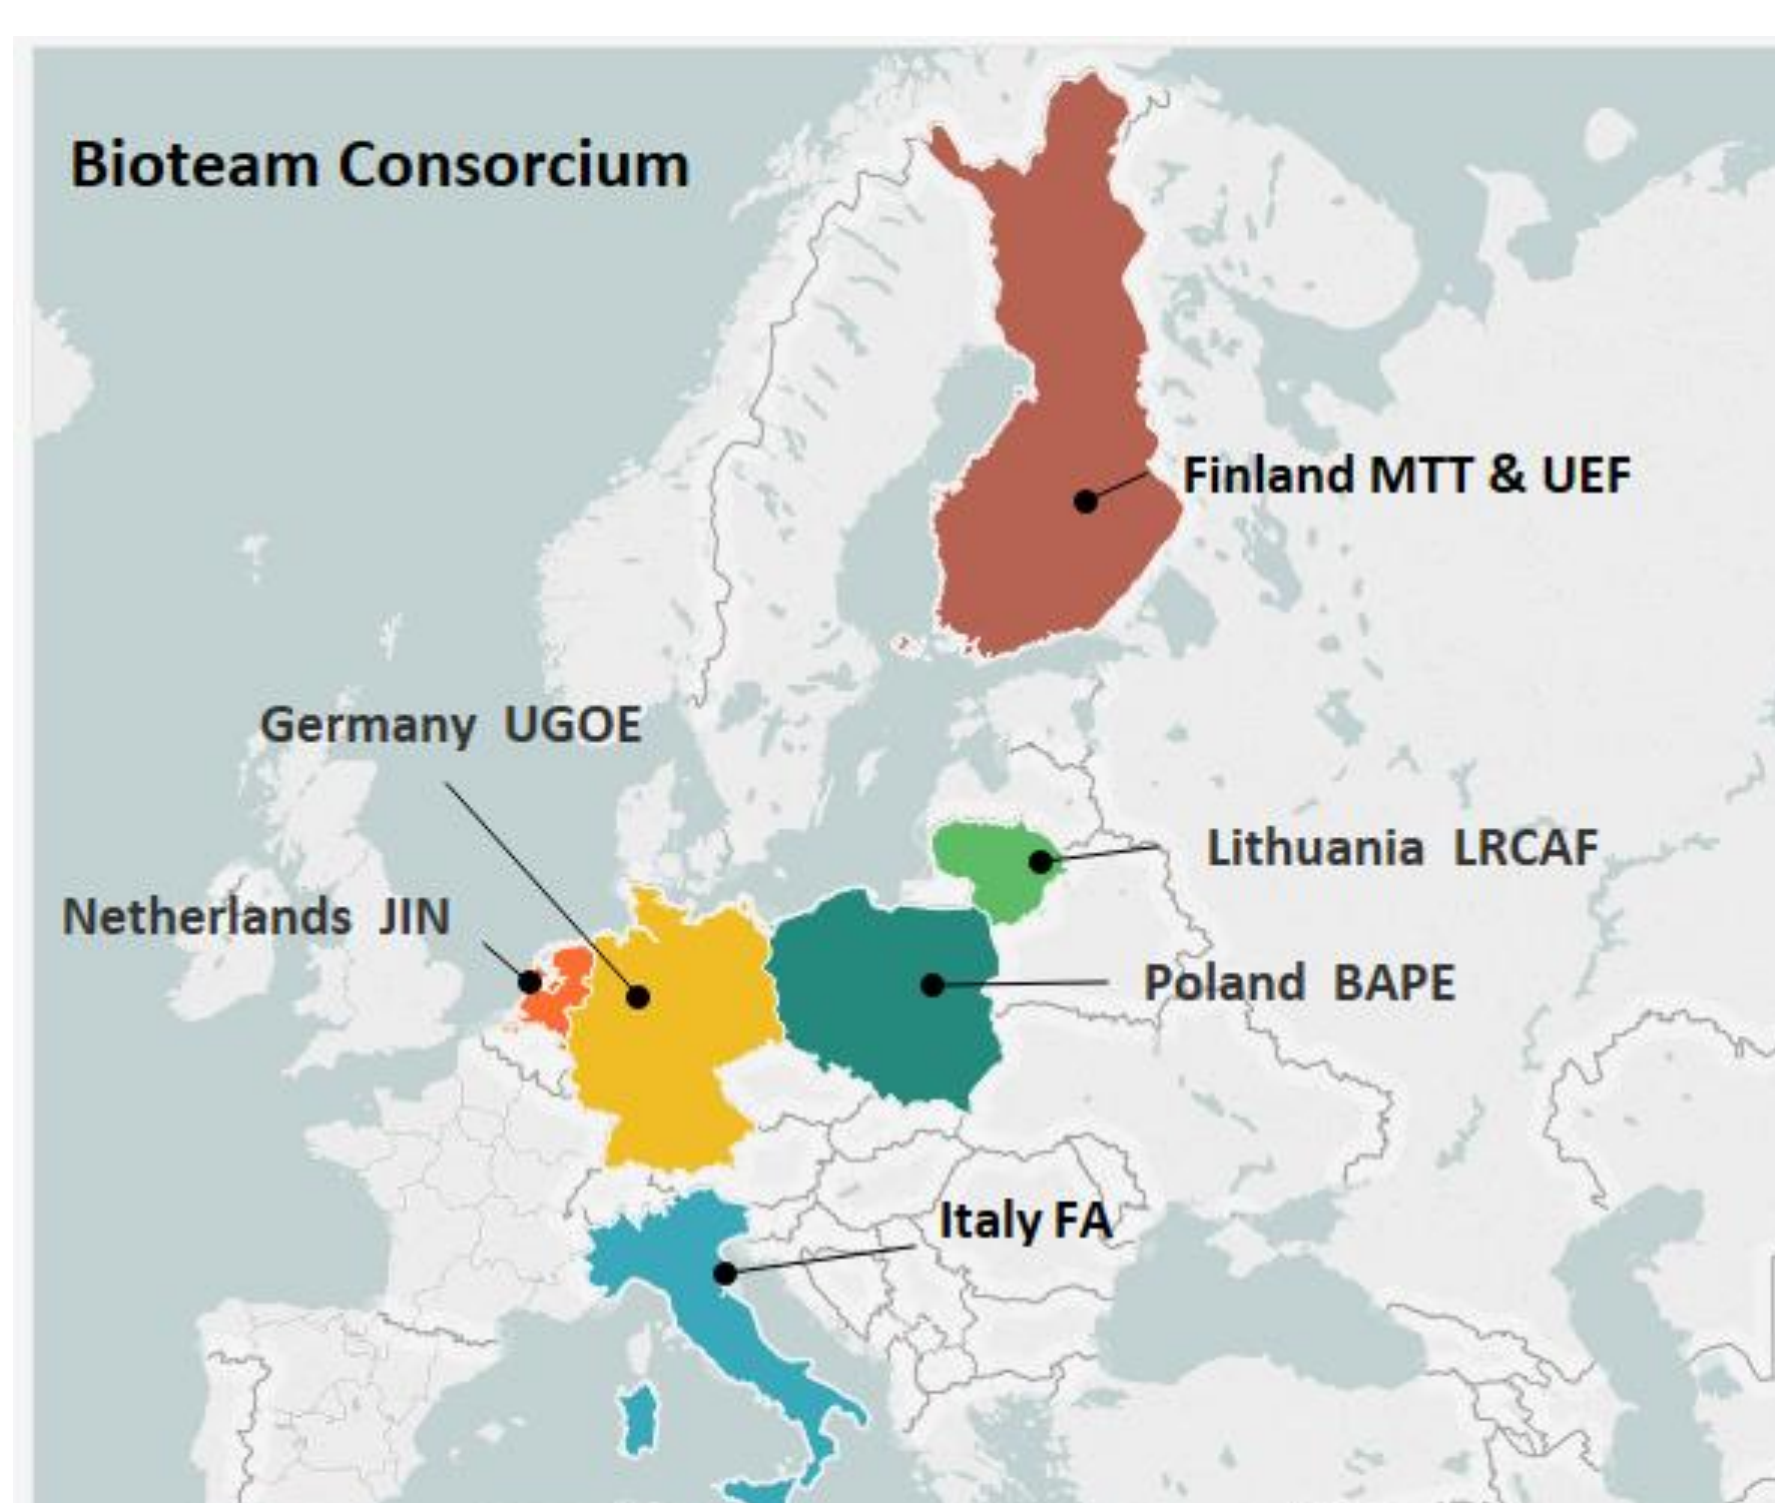 Bioteam Consorcium
Finland MTT & UEF
Germany UGOE
Lithuania LRCAF
Netherlands JIN
Poland BAPE
Italy FA